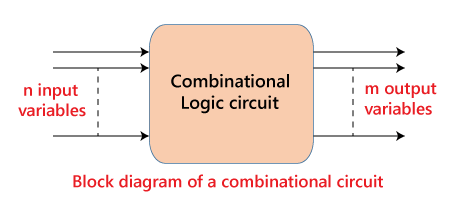 n input
variables
Combinational
Logic circuit
m output
variables
Block diagram of a combinational circuit